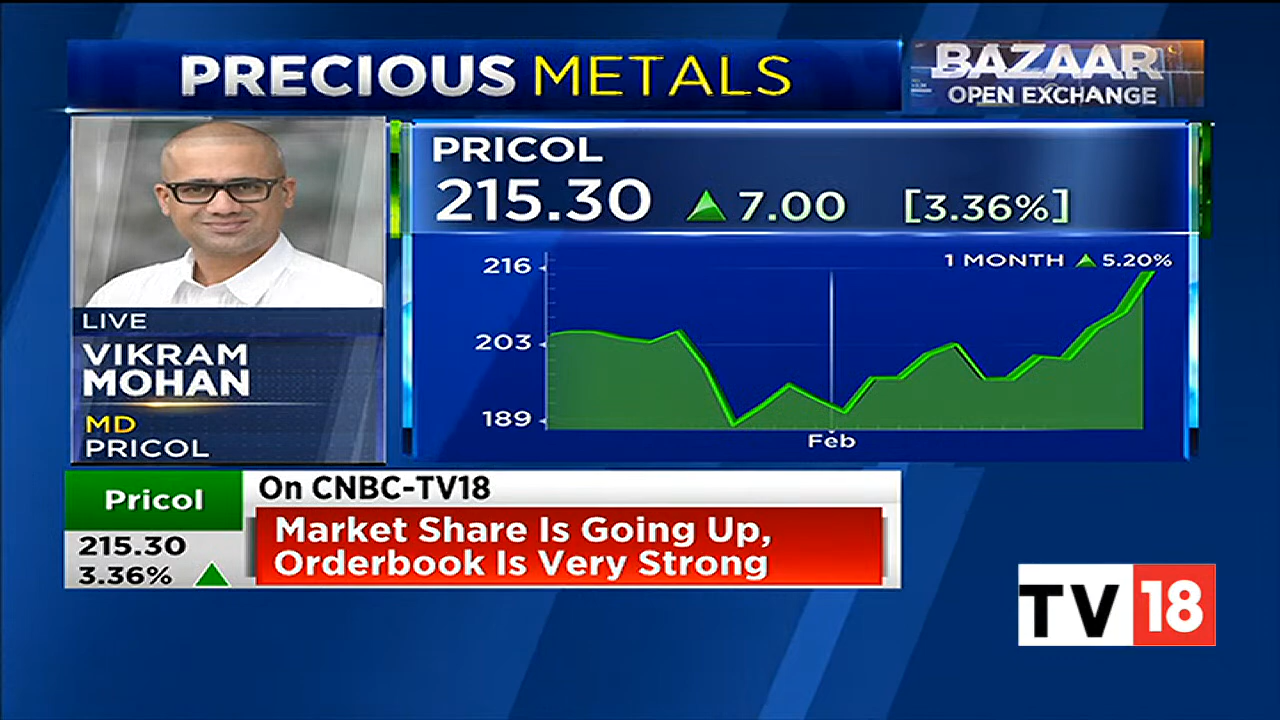 PRECIOUS METALS
BAZAAR
OPEN EXCHANGE
PRICOL
215.30 ▲ 7.00 [3.36%]
1 MONTH ▲ 5.20%
216
203
189
Feb
LIVE
VIKRAM
MOHAN
MD
PRICOL
Pricol
215.30
3.36% ▲
On CNBC-TV18
Market Share Is Going Up,
Orderbook Is Very Strong
TV18